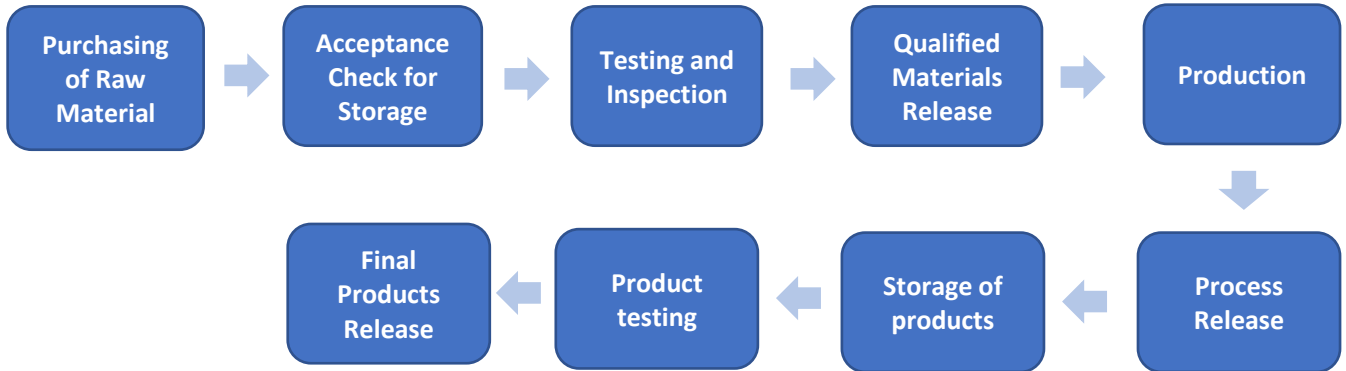 Purchasing
of Raw
Material
Acceptance
Check for
Storage
Testing and
Inspection
Qualified
Materials
Release
Production
Process
Release
Storage of
products
Product
testing
Final
Products
Release